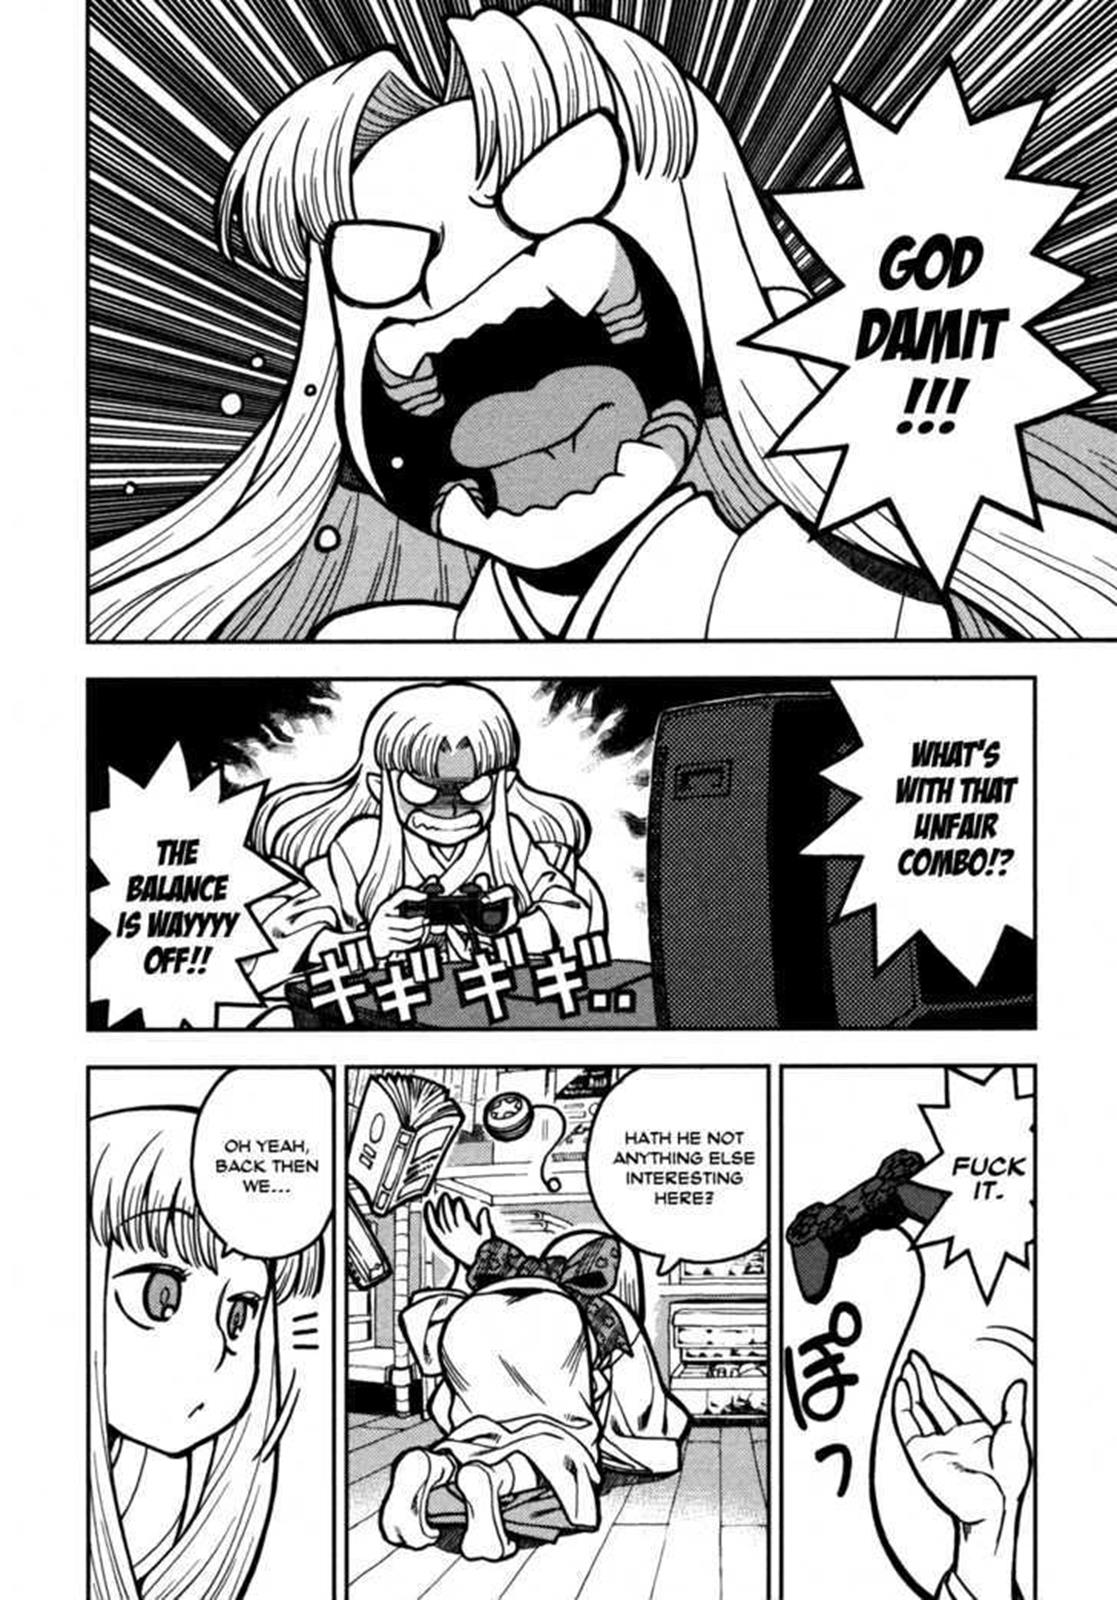 GOD
DAMIT
!!!
WHAT'S
WITH THAT
UNFAIR
COMBO!?
THE
BALANCE
IS WAYYYY
OFF!!
ギギギギ..
FUCK
IT.
ぽいっ
HATH HE NOT
ANYTHING ELSE
INTERESTING
HERE?
OH YEAH,
BACK THEN
WE...